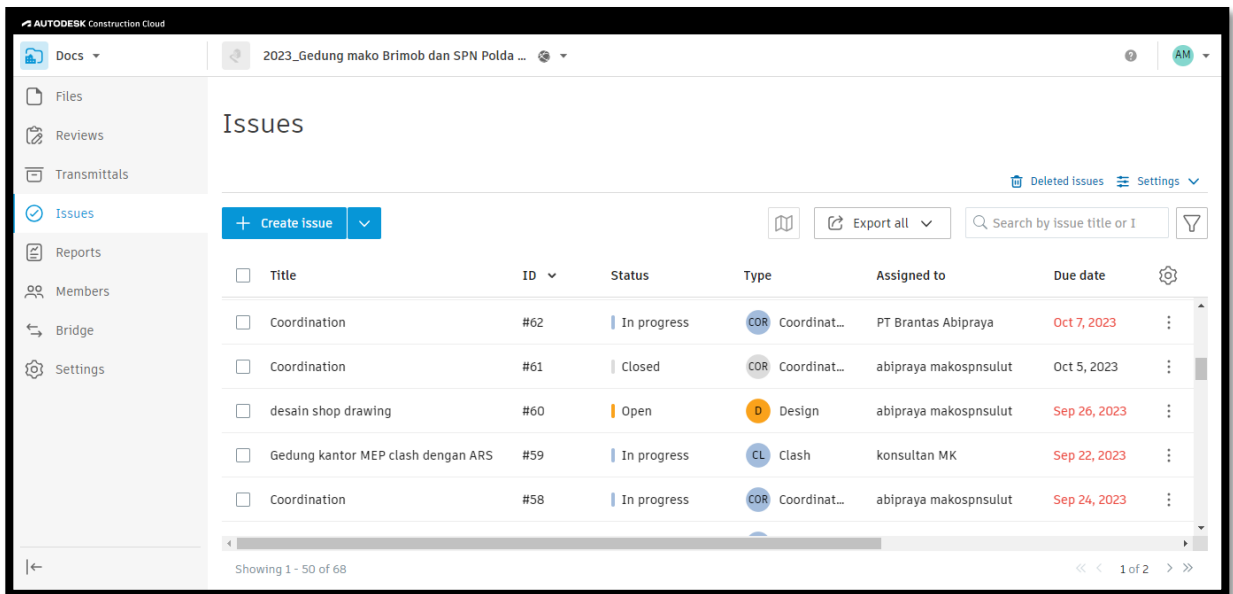 AUTODESK Construction Cloud
Docs
2023_Gedung mako Brimob dan SPN Polda ...
AM
Files
Reviews
Transmittals
Issues
Reports
Members
Bridge
Settings
Issues
Deleted issues Settings
+ Create issue
Export all
Search by issue title or I
Title ID Status Type Assigned to Due date
Coordination #62 In progress COR Coordinat... PT Brantas Abipraya Oct 7, 2023
Coordination #61 Closed COR Coordinat... abipraya makospnsulut Oct 5, 2023
desain shop drawing #60 Open D Design abipraya makospnsulut Sep 26, 2023
Gedung kantor MEP clash dengan ARS #59 In progress CL Clash konsultan MK Sep 22, 2023
Coordination #58 In progress COR Coordinat... abipraya makospnsulut Sep 24, 2023
Showing 1 - 50 of 68
1 of 2